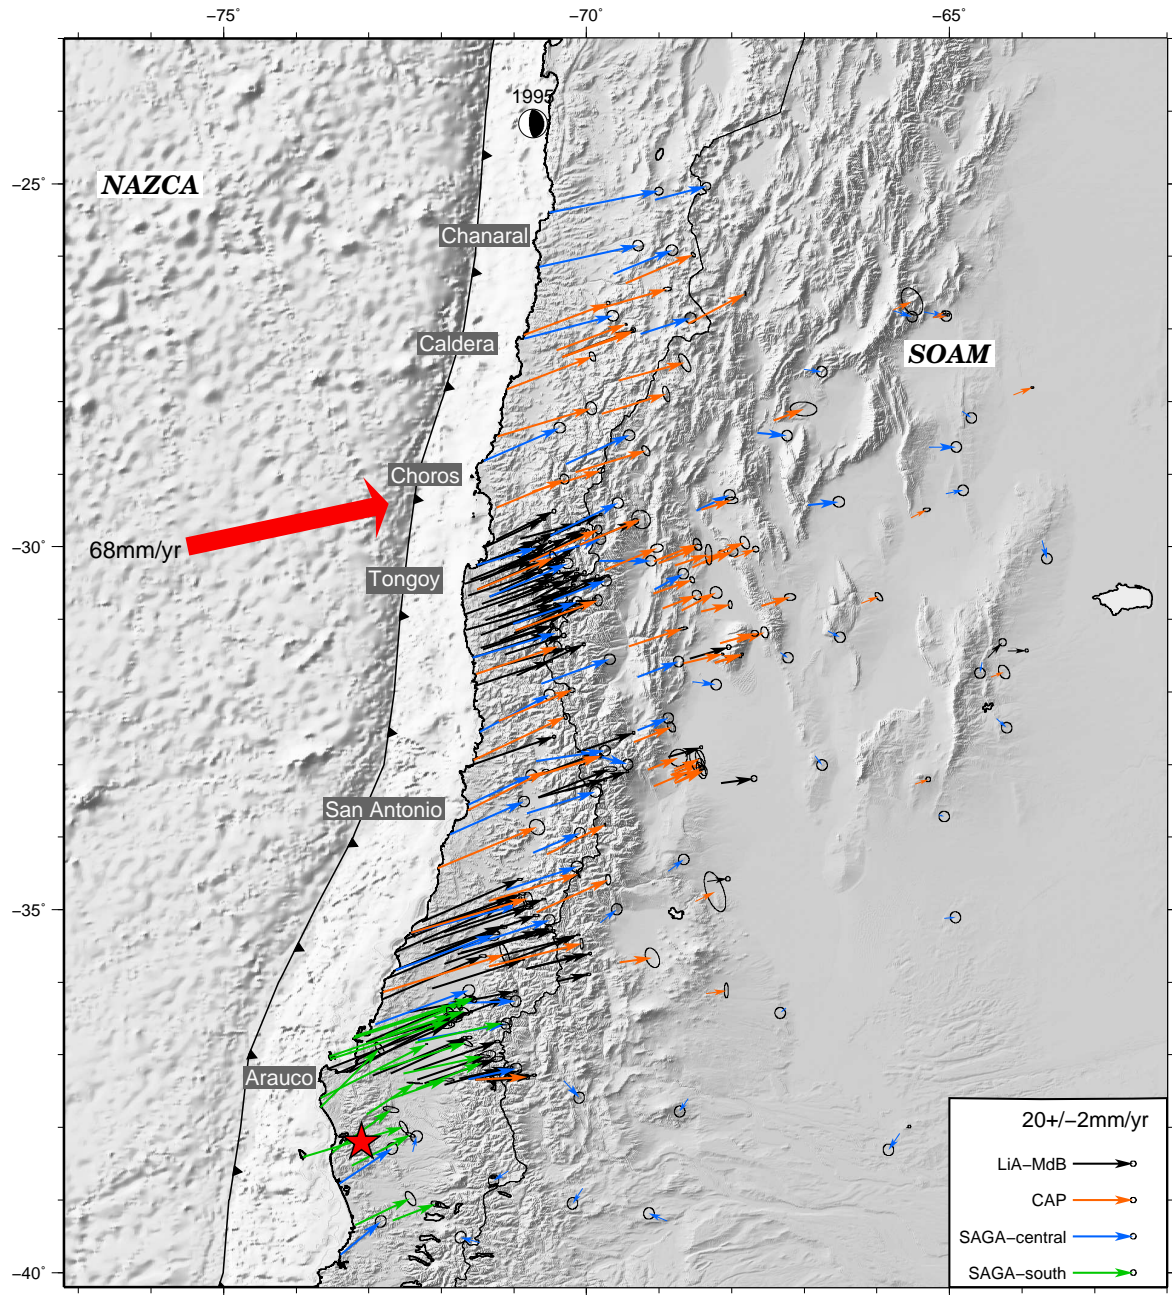 −75˚ −70˚ −65˚
1995
−25˚
NAZCA
Chanaral
Caldera
SOAM
Choros
−30˚
68mm/yr
Tongoy
San Antonio
−35˚
Arauco
20+/−2mm/yr
LiA−MdB
CAP
SAGA−central
SAGA−south
−40˚